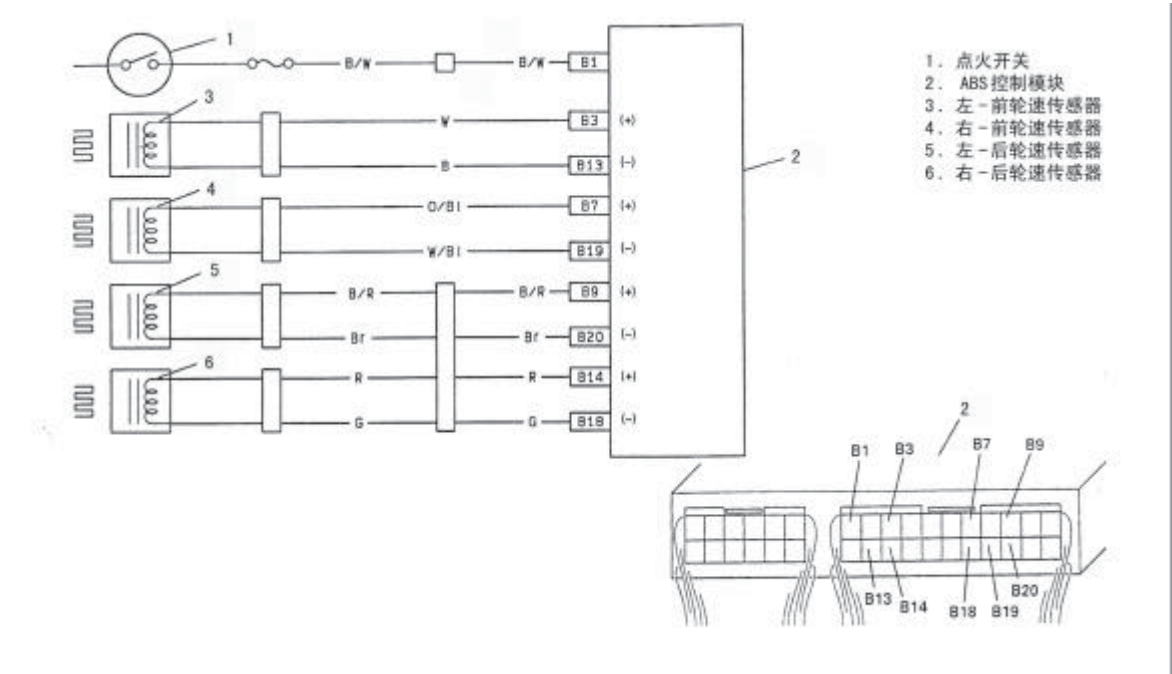 1
B/W
B/W
B1
1. 点火开关
2. ABS控制模块
3. 左-前轮速传感器
4. 右-前轮速传感器
5. 左-后轮速传感器
6. 右-后轮速传感器
3
W
B3
(+)
B
B13
(-)
2
4
O/Bl
B7
(+)
W/Bl
B19
(-)
5
B/R
B/R
B9
(+)
Br
Br
B20
(-)
6
R
R
B14
(+)
G
G
B18
(-)
2
B1
B3
B7
B9
B13
B14
B18
B19
B20